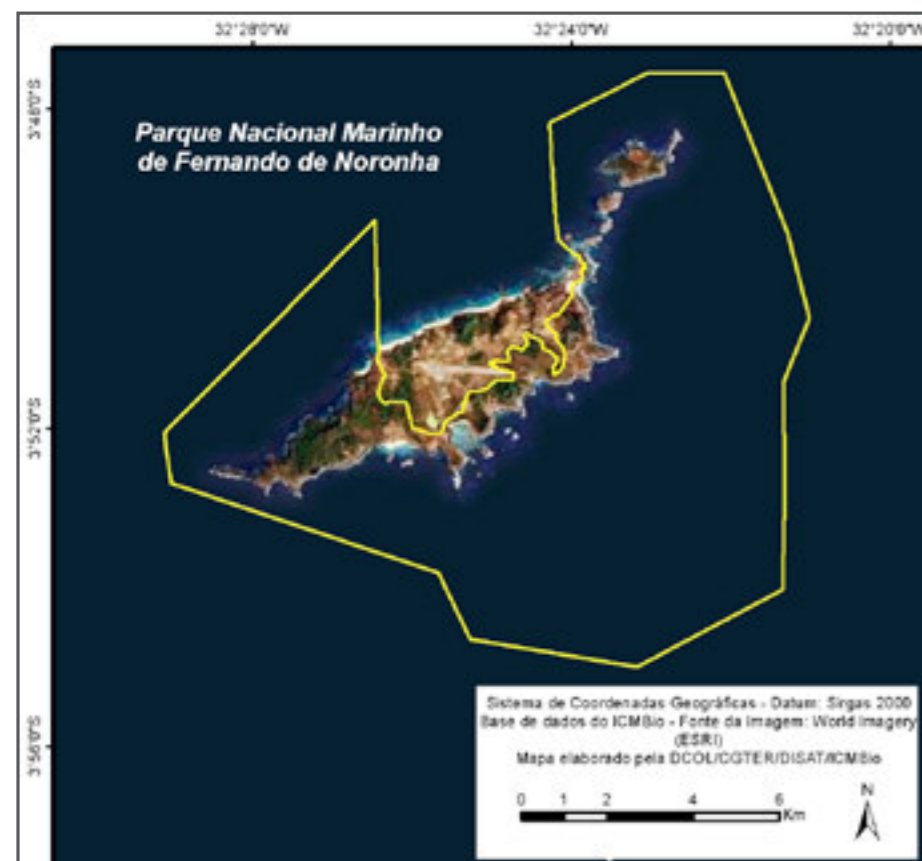 32°28'0"W 32°24'0"W 32°20'0"W
3°48'0"S
Parque Nacional Marinho
de Fernando de Noronha
3°52'0"S
3°56'0"S
Sistema de Coordenadas Geográficas - Datum: Sirgas 2000
Base de dados do ICMBio - Fonte da Imagem: World Imagery
(ESRI)
Mapa elaborado pela DCOL/CGTER/DISAT/ICMBio
0 1 2 4 6
Km
N